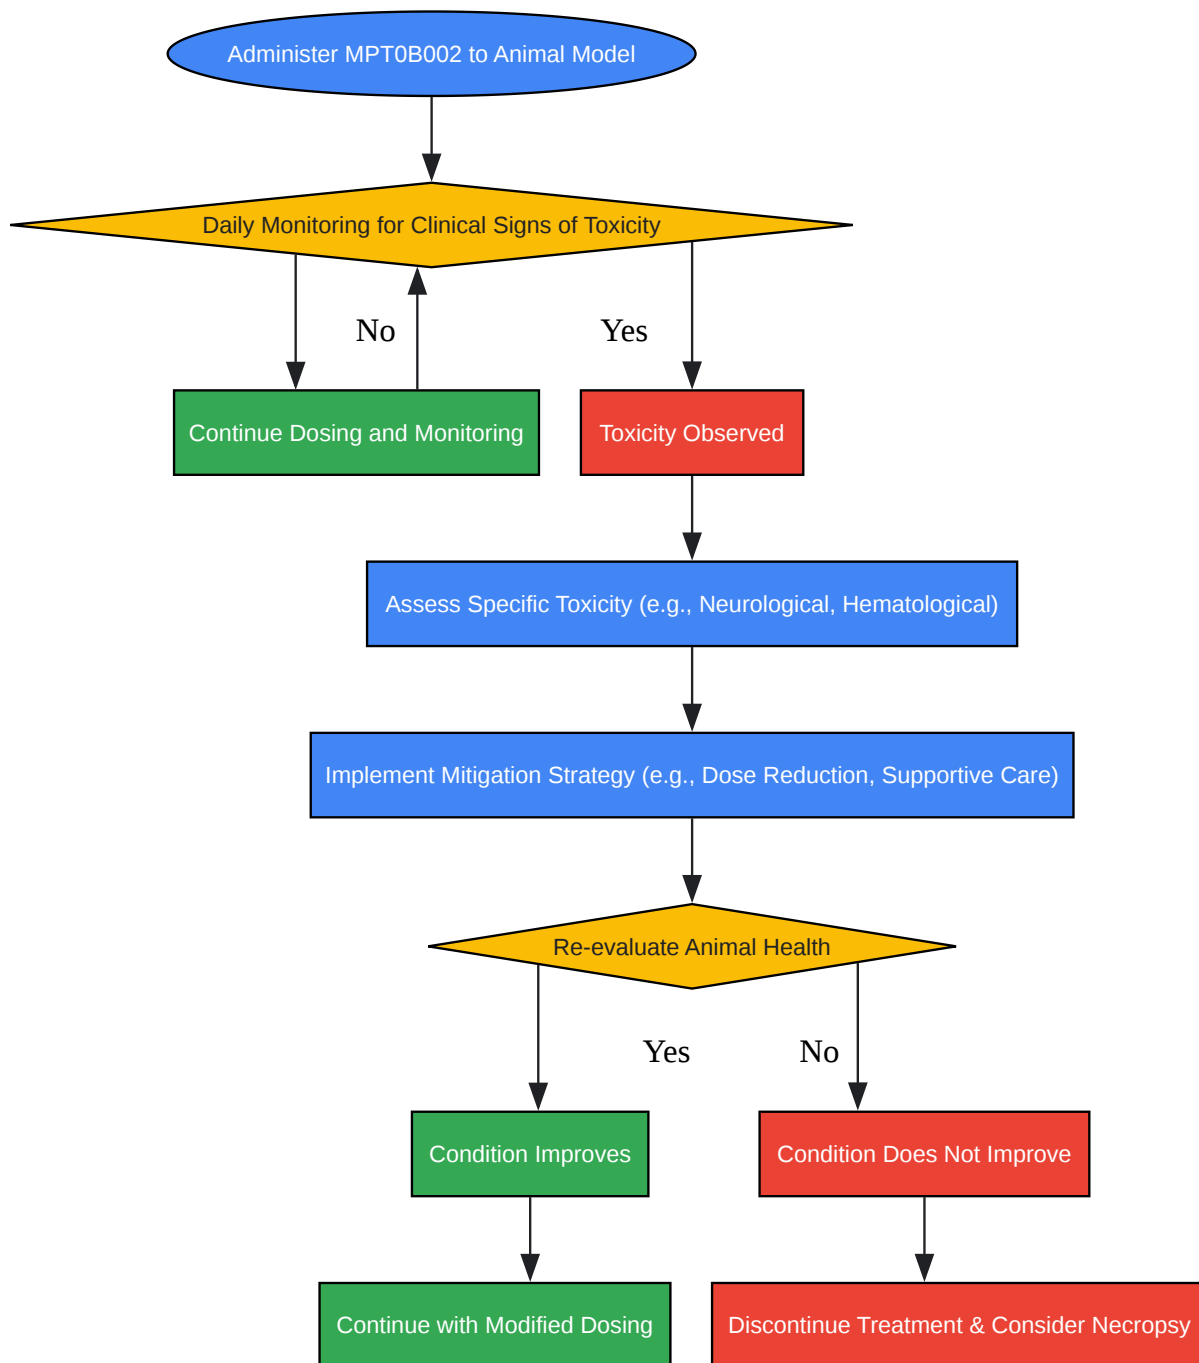 Administer MPT0B002 to Animal Model
Daily Monitoring for Clinical Signs of Toxicity
No
Yes
Continue Dosing and Monitoring
Toxicity Observed
Assess Specific Toxicity (e.g., Neurological, Hematological)
Implement Mitigation Strategy (e.g., Dose Reduction, Supportive Care)
Re-evaluate Animal Health
Yes
No
Condition Improves
Condition Does Not Improve
Continue with Modified Dosing
Discontinue Treatment & Consider Necropsy